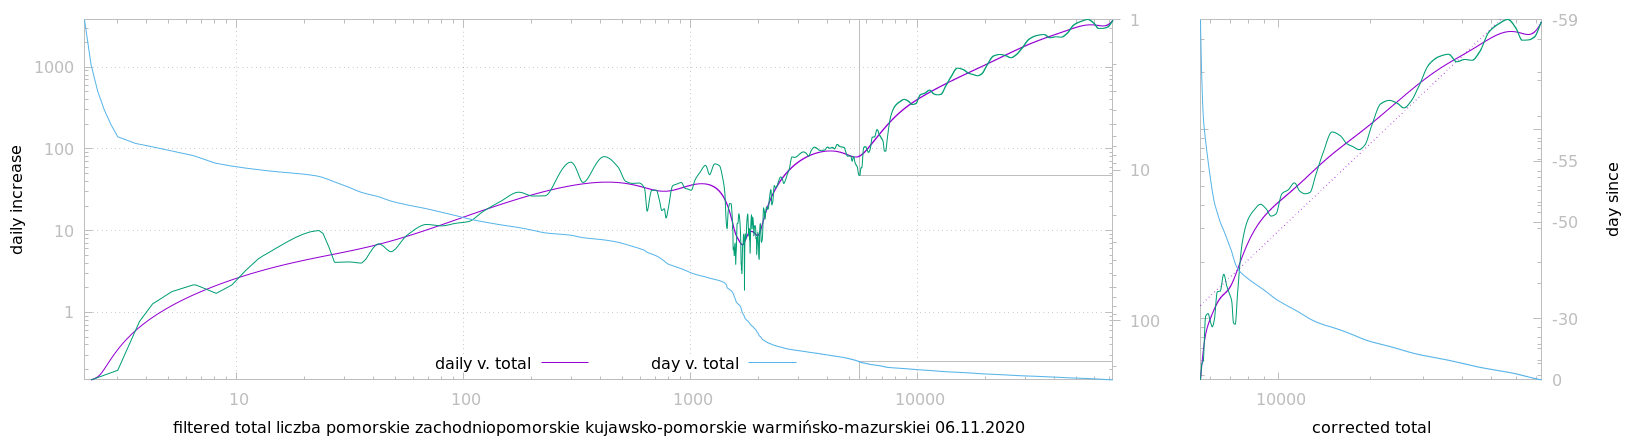 1
-59
1000
100
-55
daily increase
10
day since
-50
10
1
100
-30
daily v. total
day v. total
0
10
100
1000
10000
10000
filtered total liczba pomorskie zachodniopomorskie kujawsko-pomorskie warmińsko-mazurskiei 06.11.2020
corrected total